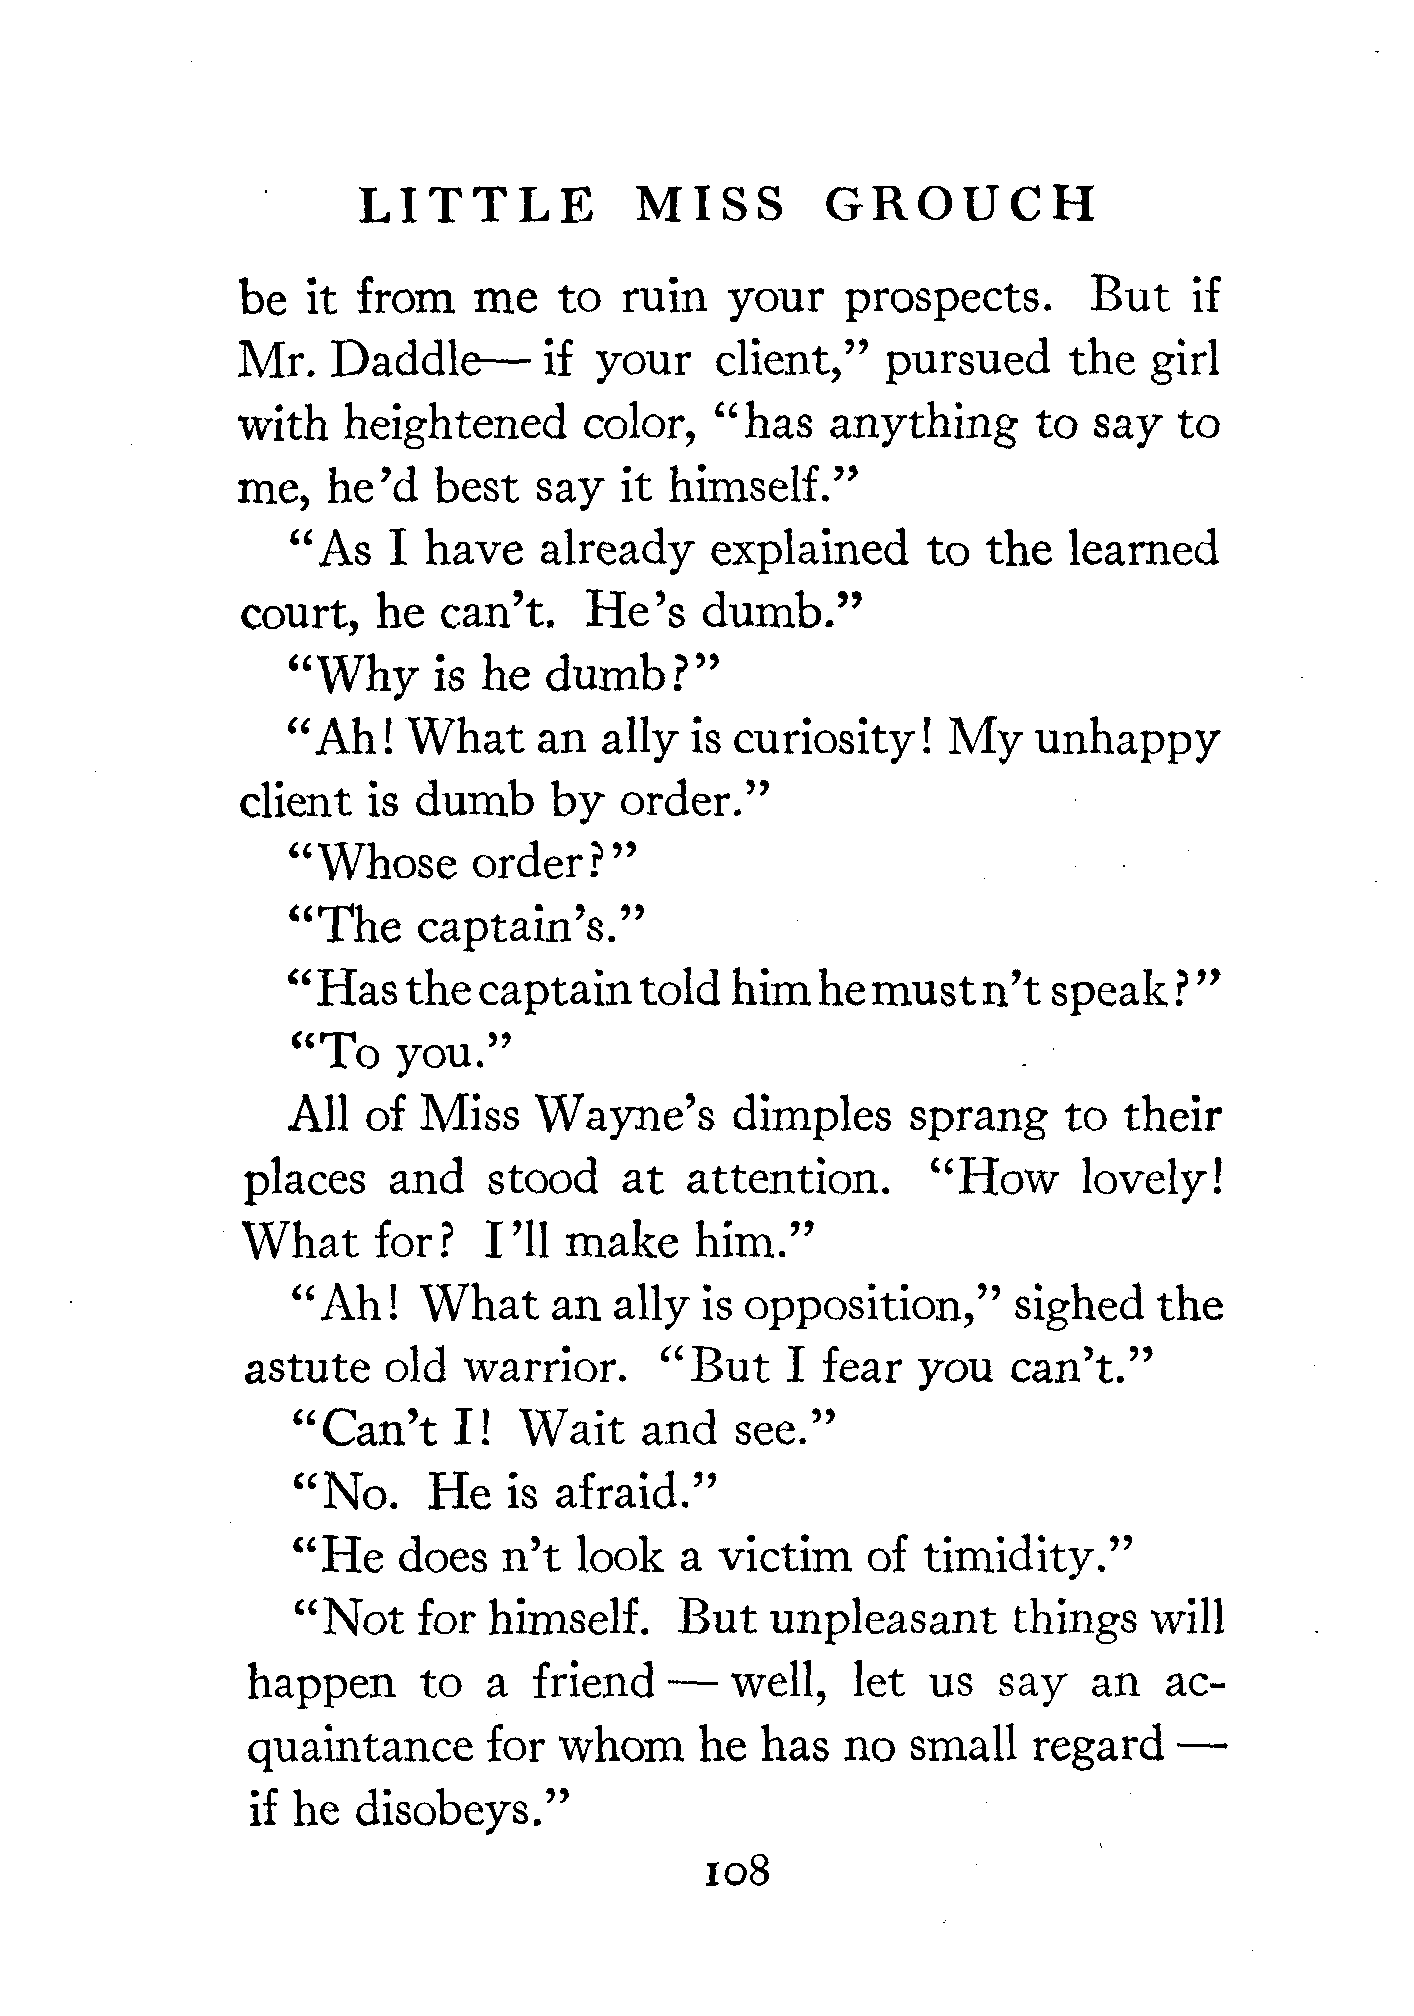 LITTLE MISS GROUCH
be it from me to ruin your prospects. But if
Mr. Daddle— if your client,” pursued the girl
with heightened color, “has anything to say to
me, he’d best say it himself.”
“As I have already explained to the learned
court, he can’t. He’s dumb.”
“Why is he dumb?”
“Ah! What an ally is curiosity! My unhappy
client is dumb by order.”
“Whose order?”
“The captain’s.”
“Has the captain told him he must n’t speak?”
“To you.”
All of Miss Wayne’s dimples sprang to their
places and stood at attention. “How lovely!
What for? I’ll make him.”
“Ah! What an ally is opposition,” sighed the
astute old warrior. “But I fear you can’t.”
“Can’t I! Wait and see.”
“No. He is afraid.”
“He does n’t look a victim of timidity.”
“Not for himself. But unpleasant things will
happen to a friend — well, let us say an ac-
quaintance for whom he has no small regard —
if he disobeys.”
108